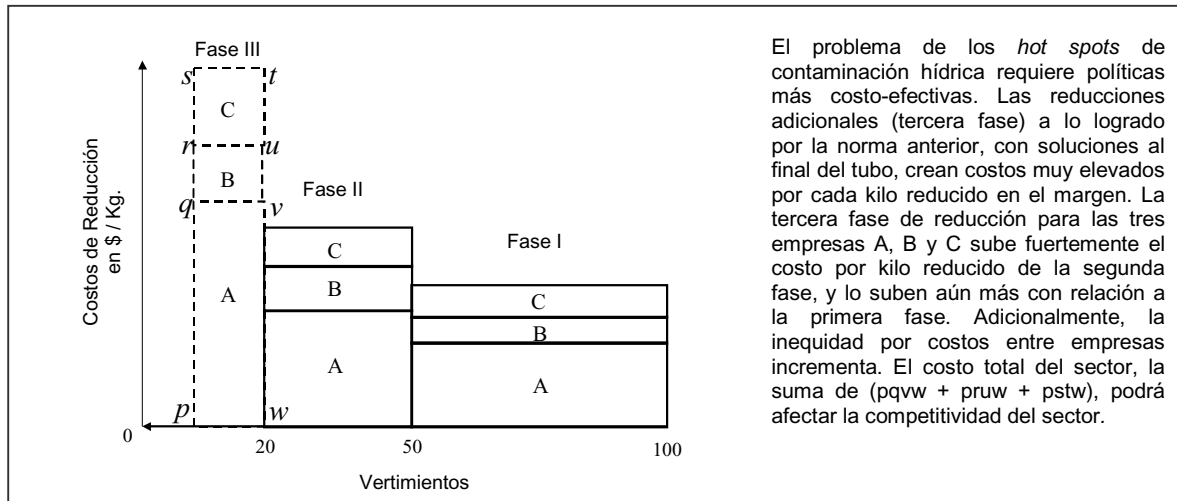 Fase III
s
t
C
r
u
B
q
v
A
p
w
Fase II
C
B
A
Fase I
C
B
A
Costos de Reducción
en $ / Kg.
0
20
50
100
Vertimientos
El problema de los hot spots de
contaminación hídrica requiere políticas
más costo-efectivas. Las reducciones
adicionales (tercera fase) a lo logrado
por la norma anterior, con soluciones al
final del tubo, crean costos muy elevados
por cada kilo reducido en el margen. La
tercera fase de reducción para las tres
empresas A, B y C sube fuertemente el
costo por kilo reducido de la segunda
fase, y lo suben aún más con relación a
la primera fase. Adicionalmente, la
inequidad por costos entre empresas
incrementa. El costo total del sector, la
suma de (pqvw + pruw + pstw), podrá
afectar la competitividad del sector.